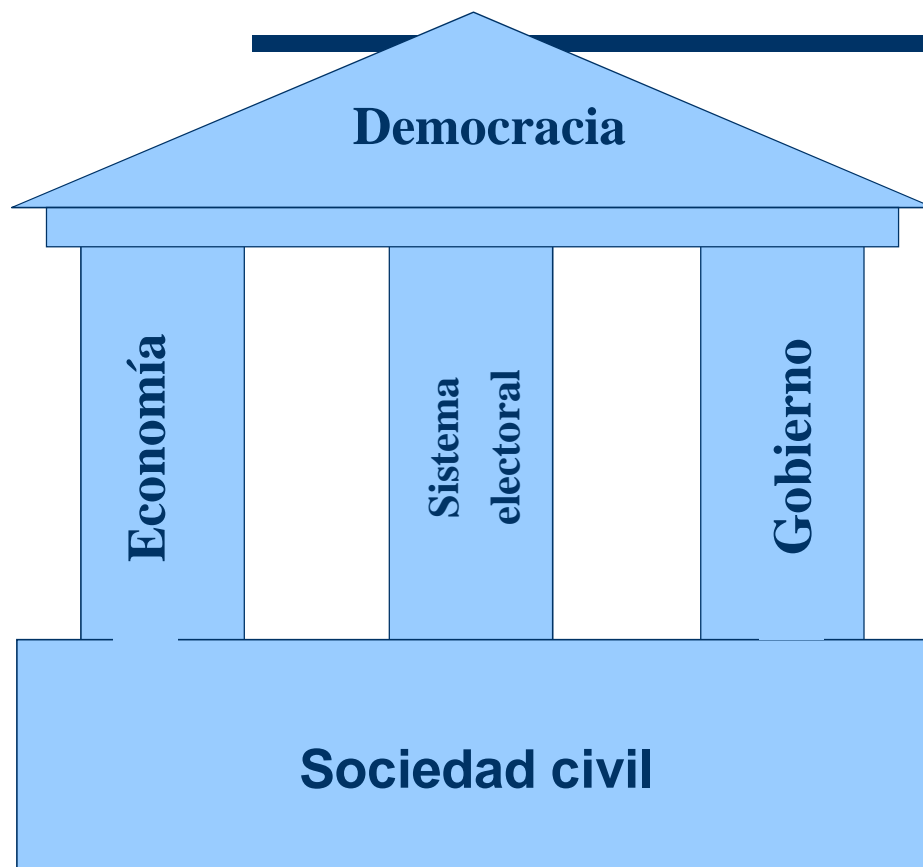 Democracia
Economía
Sistema
electoral
Gobierno
Sociedad civil